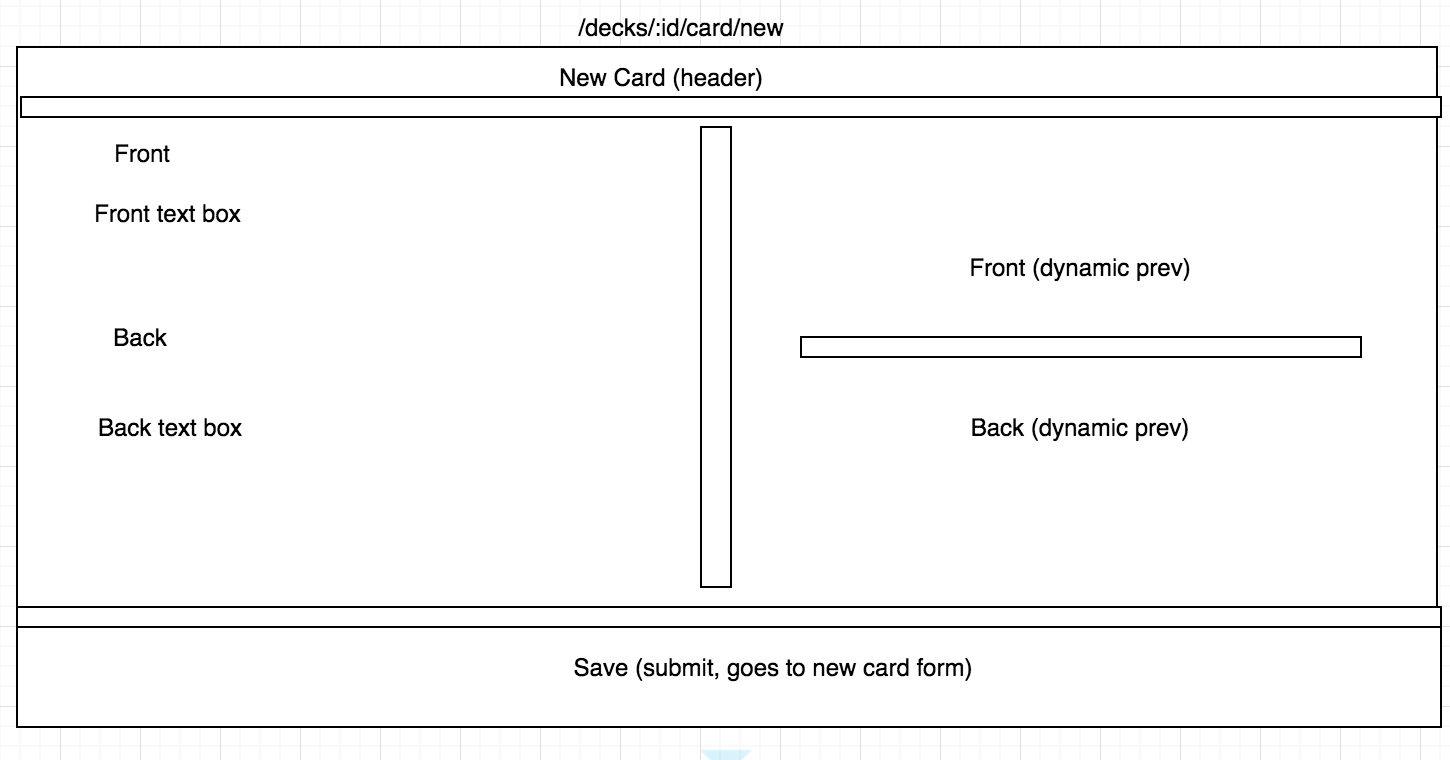 /decks/:id/card/new
New Card (header)
Front
Front text box
Back
Back text box
Front (dynamic prev)
Back (dynamic prev)
Save (submit, goes to new card form)